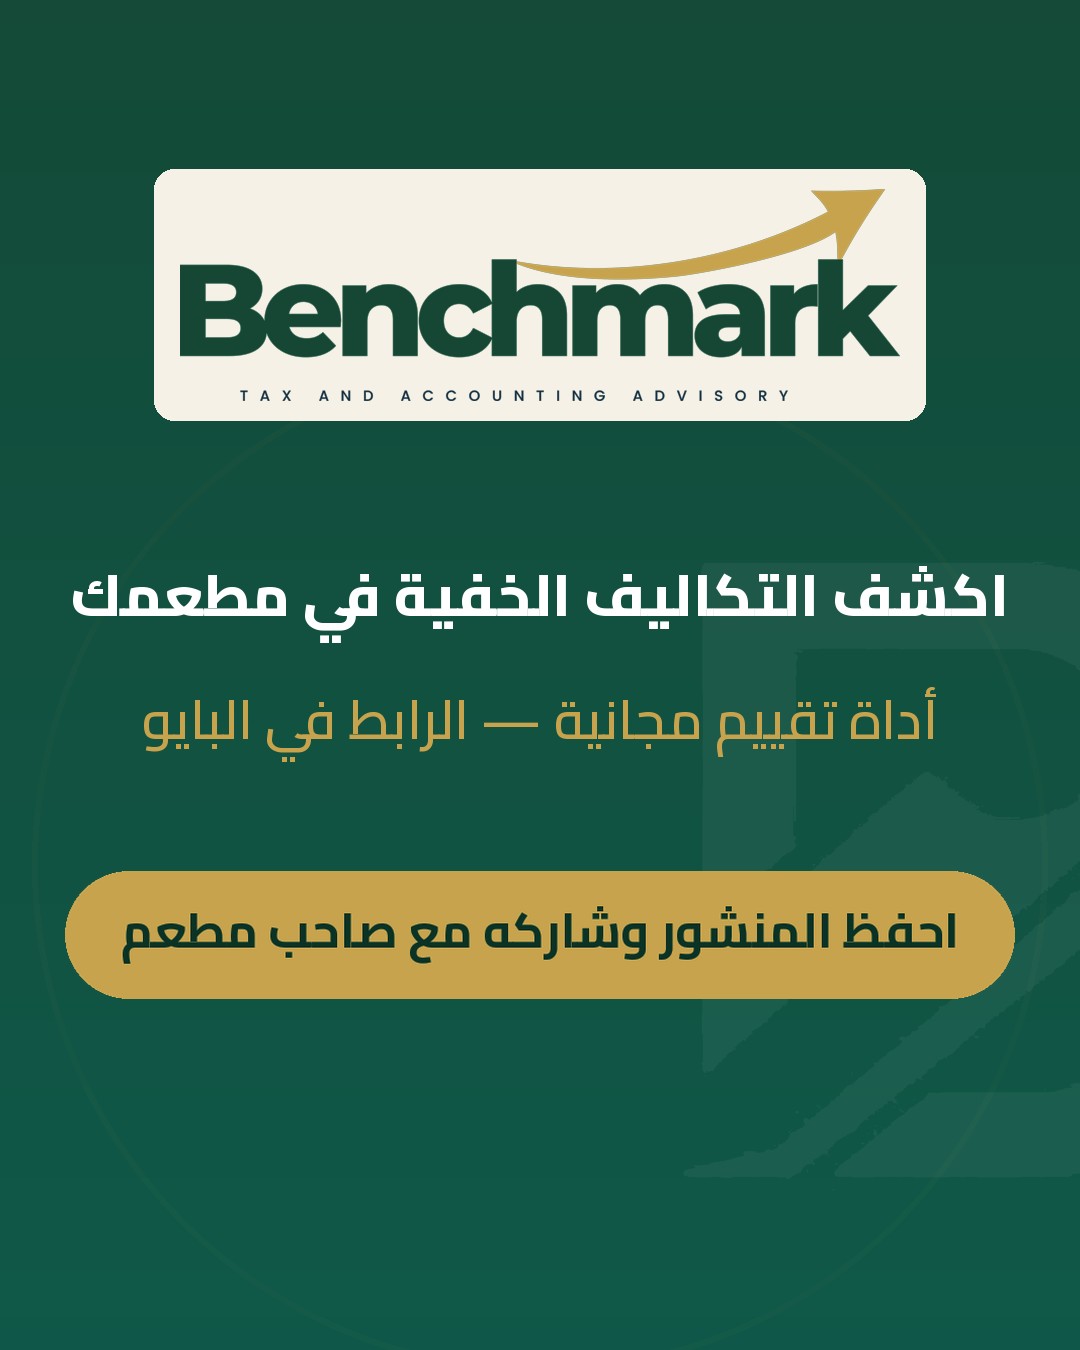 Benchmark
TAX AND ACCOUNTING ADVISORY
اكشف التكاليف الخفية في مطعمك
أداة تقييم مجانية — الرابط في البايو
احفظ المنشور وشاركه مع صاحب مطعم